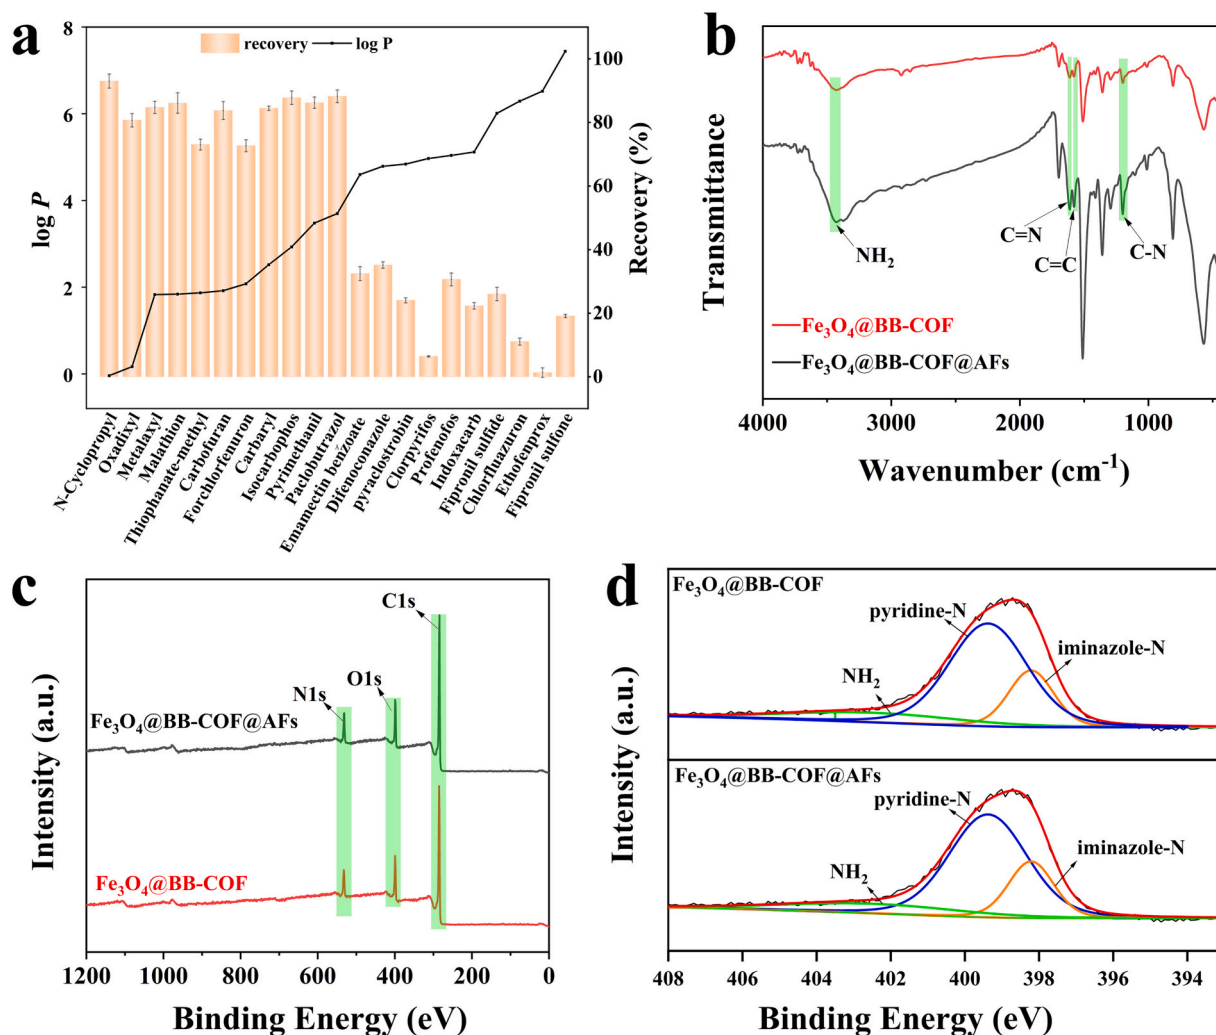 a
recovery
log P
8
6
4
2
0
log P
100
80
60
40
20
0
Recovery (%)
N-Cyclopropyl
Oxadixyl
Metalaxyl
Malathion
Thiophanate-methyl
Carbofuran
Forchlorfenuron
Carbaryl
Isocarbophos
Pyrimethanil
Paclobutrazol
Emamectin benzoate
Difenoconazole
pyraclostrobin
Clorpyrifos
Profenofos
Indoxacarb
Fipronil sulfide
Chlorfluazuron
Ethofenprox
Fipronil sulfone
b
Transmittance
NH₂
C=N
C=C
C-N
Fe₃O₄@BB-COF
Fe₃O₄@BB-COF@AFs
4000 3000 2000 1000
Wavenumber (cm⁻¹)
c
Intensity (a.u.)
C1s
O1s
N1s
Fe₃O₄@BB-COF@AFs
Fe₃O₄@BB-COF
1200 1000 800 600 400 200 0
Binding Energy (eV)
d
Intensity (a.u.)
Fe₃O₄@BB-COF
pyridine-N
iminazole-N
NH₂
Fe₃O₄@BB-COF@AFs
pyridine-N
iminazole-N
NH₂
408 406 404 402 400 398 396 394
Binding Energy (eV)